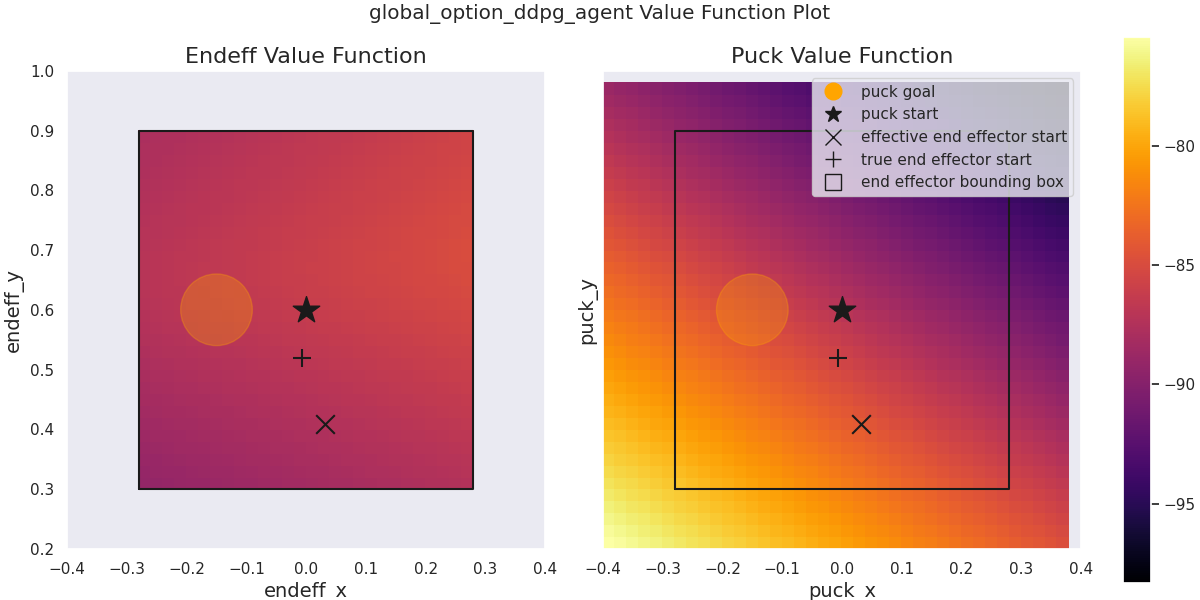 global_option_ddpg_agent Value Function Plot
Endeff Value Function
Puck Value Function
1.0
0.9
0.8
0.7
0.6
0.5
0.4
0.3
0.2
endeff_y
−0.4 −0.3 −0.2 −0.1 0.0 0.1 0.2 0.3 0.4
endeff_x
puck_y
puck goal
puck start
effective end effector start
true end effector start
end effector bounding box
−0.4 −0.3 −0.2 −0.1 0.0 0.1 0.2 0.3 0.4
puck_x
−80
−85
−90
−95